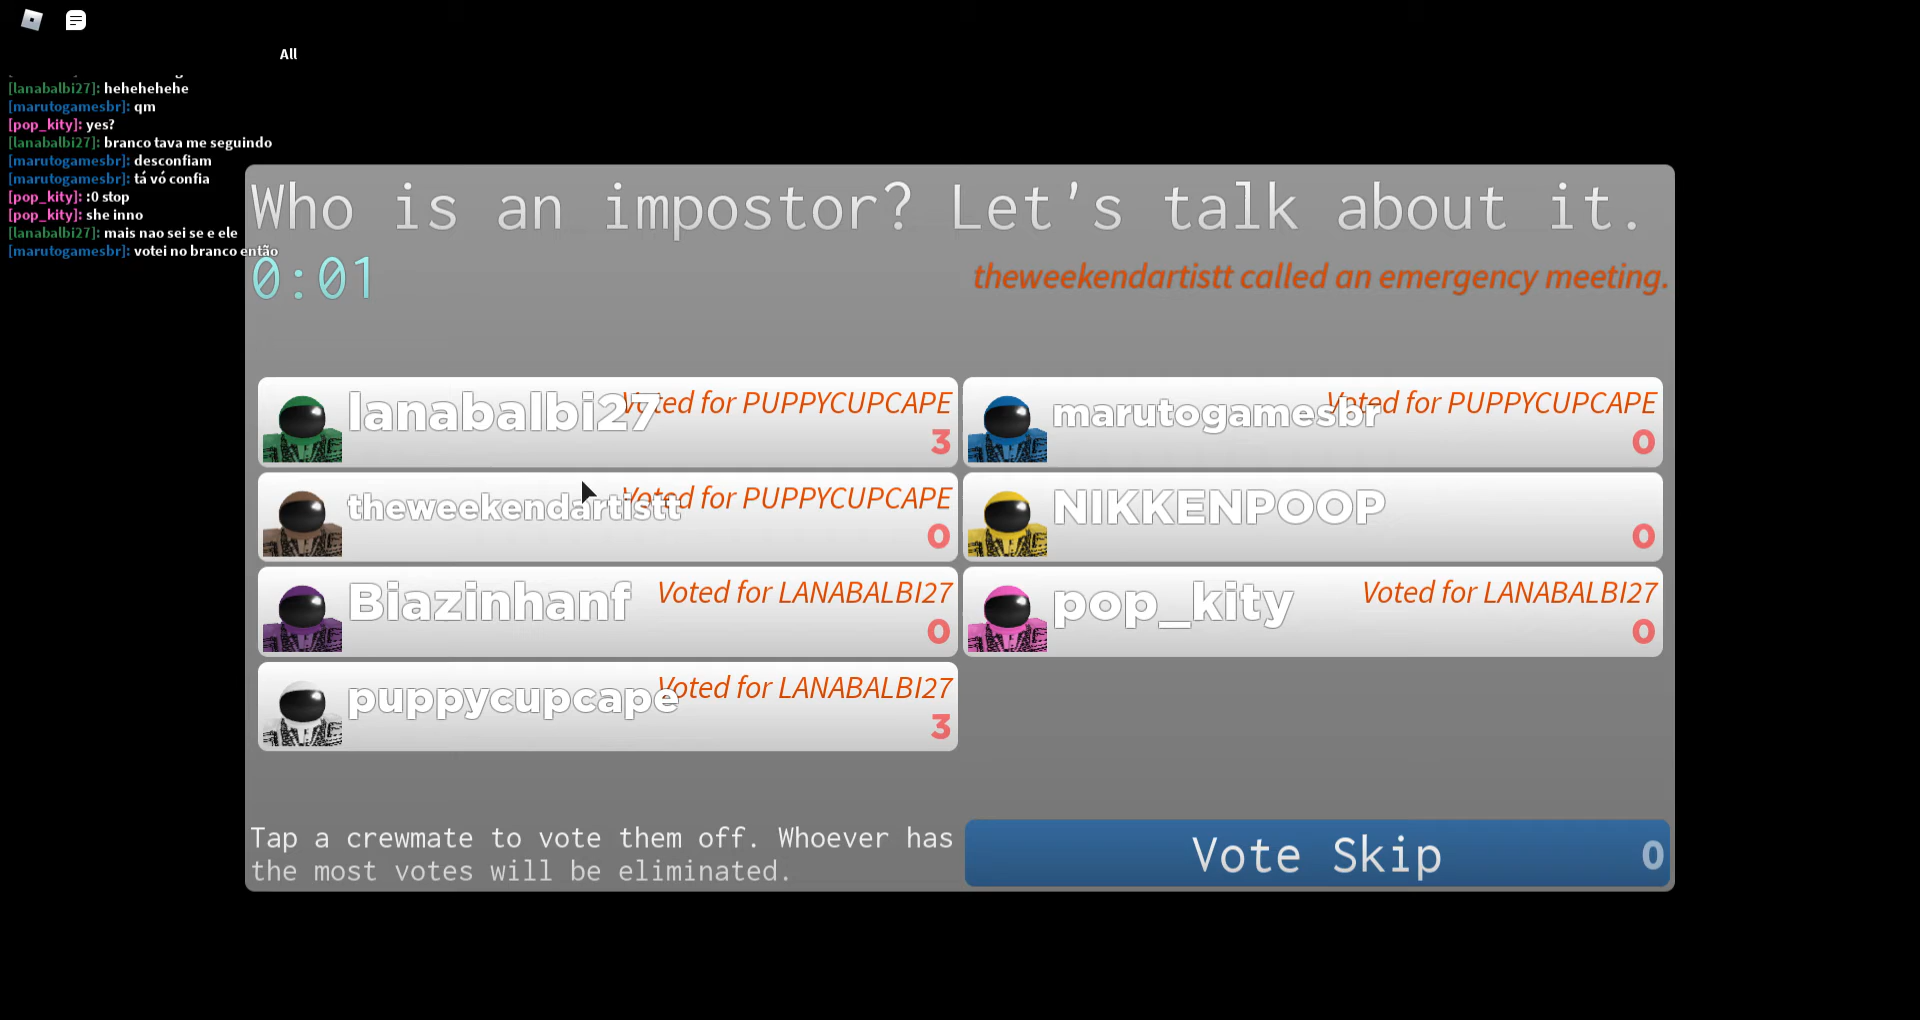 All
[lanabalbi27]: hehehehehe
[marutogamesbr]: qm
[pop_kity]: yes?
[lanabalbi27]: branco tava me seguindo
[marutogamesbr]: desconfiam
[marutogamesbr]: tá vó confia
[pop_kity]: :0 stop
[pop_kity]: she inno
[lanabalbi27]: mais nao sei se e ele
[marutogamesbr]: votei no branco então
Who is an impostor? Let's talk about it.
0:01
theweekendartistt called an emergency meeting.
lanabalbi27 Voted for PUPPYCUPCAPE
3
marutogamesbr Voted for PUPPYCUPCAPE
0
theweekendartistt Voted for PUPPYCUPCAPE
0
NIKKENPOOP
0
Biazinhanf Voted for LANABALBI27
0
pop_kity Voted for LANABALBI27
0
puppycupcape Voted for LANABALBI27
3
Tap a crewmate to vote them off. Whoever has
the most votes will be eliminated.
Vote Skip 0